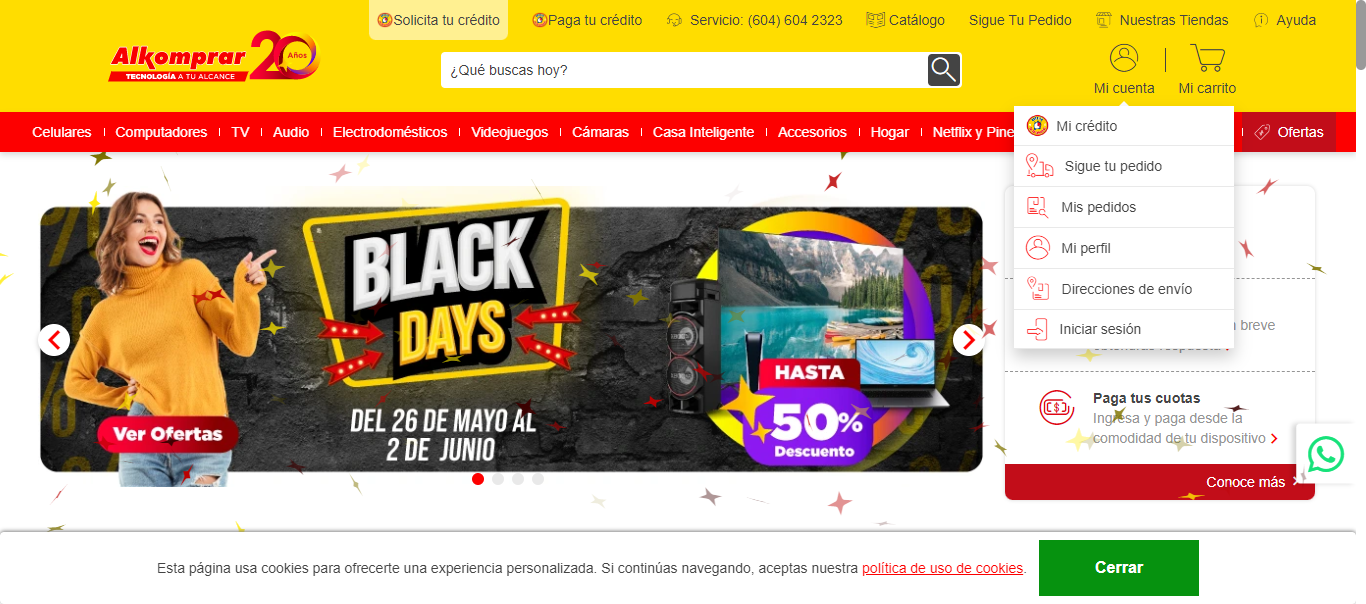 Solicita tu crédito
Paga tu crédito
Servicio: (604) 604 2323
Catálogo
Sigue Tu Pedido
Nuestras Tiendas
Ayuda
Alkomprar 20 Años
TECNOLOGÍA A TU ALCANCE
¿Qué buscas hoy?
Mi cuenta
Mi carrito
Celulares
Computadores
TV
Audio
Electrodomésticos
Videojuegos
Cámaras
Casa Inteligente
Accesorios
Hogar
Netflix y Pine
Ofertas
Mi crédito
Sigue tu pedido
Mis pedidos
Mi perfil
Direcciones de envío
Iniciar sesión
BLACK
DAYS
DEL 26 DE MAYO AL
2 DE JUNIO
Ver Ofertas
HASTA
50%
Descuento
breve
Paga tus cuotas
Ingresa y paga desde la
comodidad de tu dispositivo
Conoce más
Esta página usa cookies para ofrecerte una experiencia personalizada. Si continúas navegando, aceptas nuestra política de uso de cookies.
Cerrar